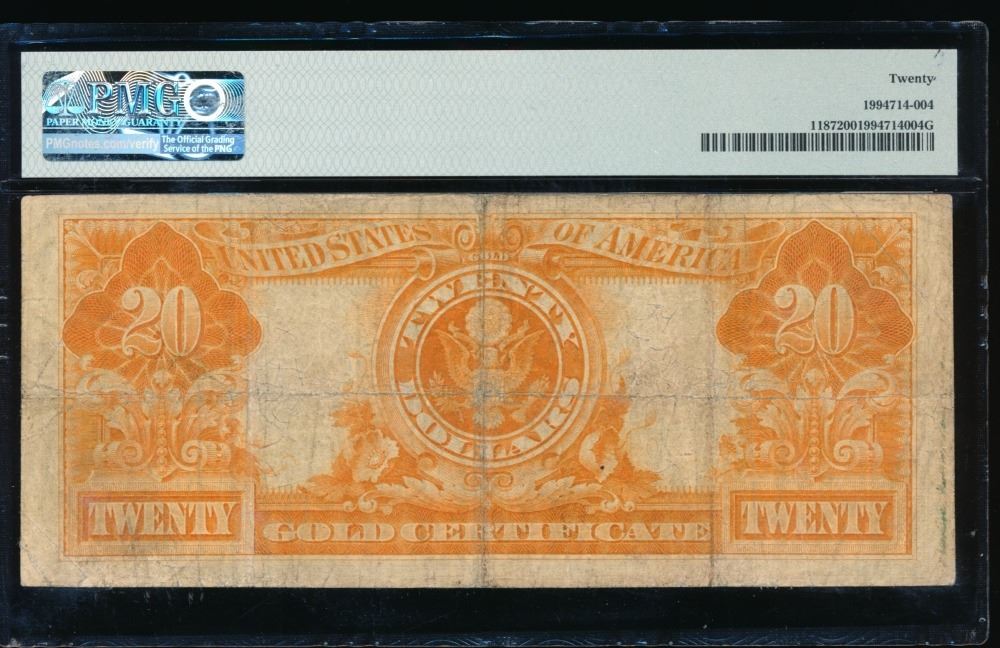 PMG
PAPER MONEY GUARANTY
PMGnotes.com/verify
The Official Grading
Service of the PNG
Twenty
1994714-004
11872001994714004G
UNITED STATES OF AMERICA
GOLD
20
TWENTY
DOLLARS
20
TWENTY
GOLD CERTIFICATE
TWENTY